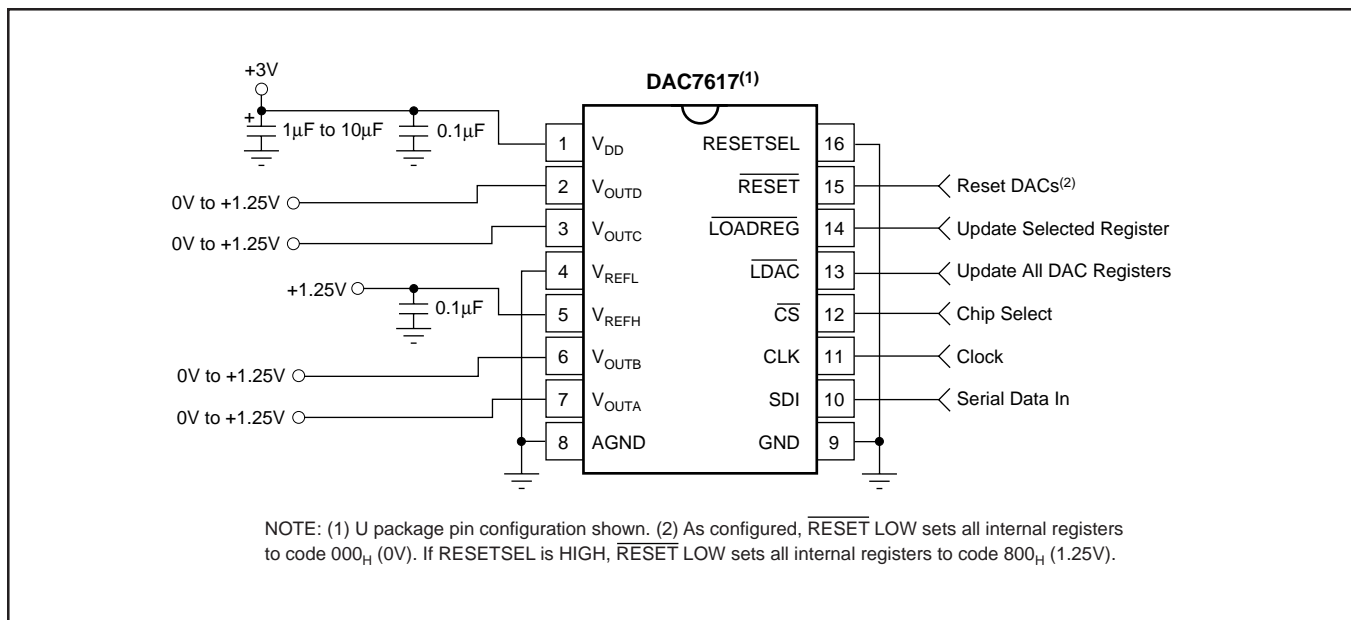 +3V
DAC7617(1)
+
1µF to 10µF
0.1µF
1
VDD
RESETSEL
16
0V to +1.25V
2
VOUTD
RESET
15
Reset DACs(2)
0V to +1.25V
3
VOUTC
LOADREG
14
Update Selected Register
4
VREFL
LDAC
13
Update All DAC Registers
+1.25V
0.1µF
5
VREFH
CS
12
Chip Select
0V to +1.25V
6
VOUTB
CLK
11
Clock
0V to +1.25V
7
VOUTA
SDI
10
Serial Data In
8
AGND
GND
9
NOTE: (1) U package pin configuration shown. (2) As configured, RESET LOW sets all internal registers
to code 000H (0V). If RESETSEL is HIGH, RESET LOW sets all internal registers to code 800H (1.25V).